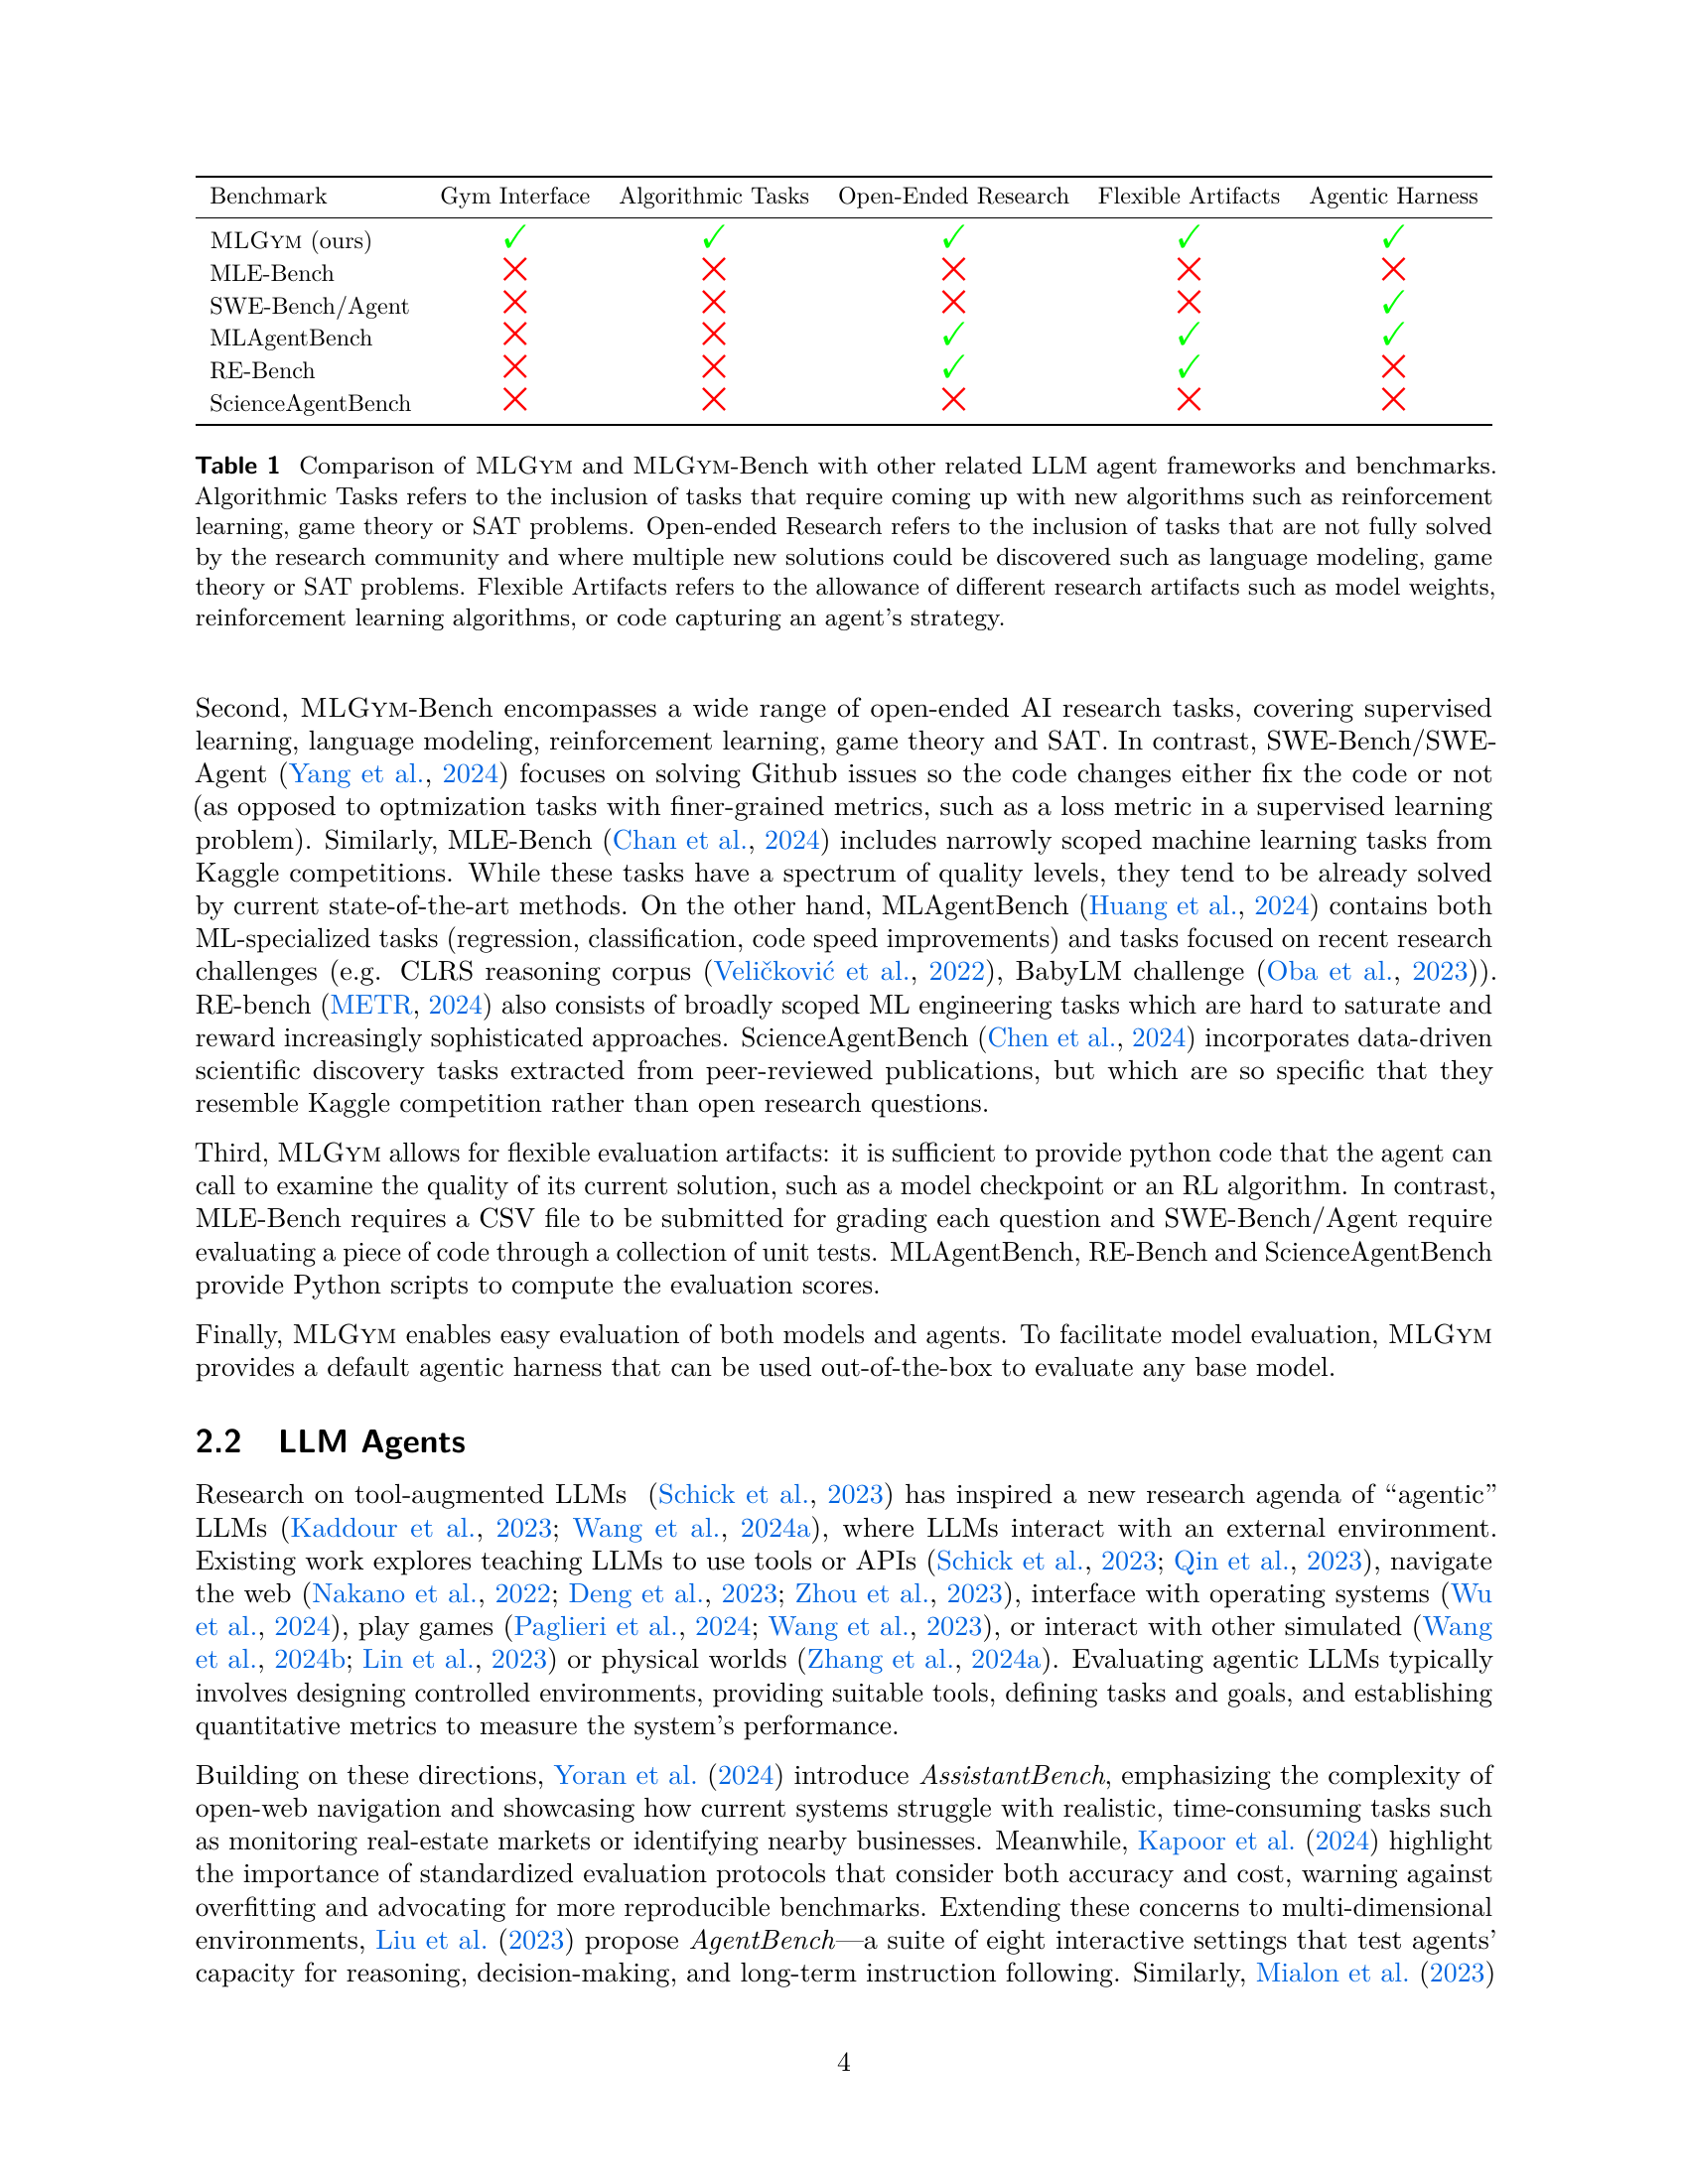 Benchmark Gym Interface Algorithmic Tasks Open-Ended Research Flexible Artifacts Agentic Harness
MLGym (ours) ✓ ✓ ✓ ✓ ✓
MLE-Bench ✕ ✕ ✕ ✕ ✕
SWE-Bench/Agent ✕ ✕ ✕ ✕ ✓
MLAgentBench ✕ ✕ ✓ ✓ ✓
RE-Bench ✕ ✕ ✓ ✓ ✕
ScienceAgentBench ✕ ✕ ✕ ✕ ✕
Table 1 Comparison of MLGym and MLGym-Bench with other related LLM agent frameworks and benchmarks.
Algorithmic Tasks refers to the inclusion of tasks that require coming up with new algorithms such as reinforcement
learning, game theory or SAT problems. Open-ended Research refers to the inclusion of tasks that are not fully solved
by the research community and where multiple new solutions could be discovered such as language modeling, game
theory or SAT problems. Flexible Artifacts refers to the allowance of different research artifacts such as model weights,
reinforcement learning algorithms, or code capturing an agent's strategy.
Second, MLGym-Bench encompasses a wide range of open-ended AI research tasks, covering supervised
learning, language modeling, reinforcement learning, game theory and SAT. In contrast, SWE-Bench/SWE-
Agent (Yang et al., 2024) focuses on solving Github issues so the code changes either fix the code or not
(as opposed to optmization tasks with finer-grained metrics, such as a loss metric in a supervised learning
problem). Similarly, MLE-Bench (Chan et al., 2024) includes narrowly scoped machine learning tasks from
Kaggle competitions. While these tasks have a spectrum of quality levels, they tend to be already solved
by current state-of-the-art methods. On the other hand, MLAgentBench (Huang et al., 2024) contains both
ML-specialized tasks (regression, classification, code speed improvements) and tasks focused on recent research
challenges (e.g. CLRS reasoning corpus (Veličković et al., 2022), BabyLM challenge (Oba et al., 2023)).
RE-bench (METR, 2024) also consists of broadly scoped ML engineering tasks which are hard to saturate and
reward increasingly sophisticated approaches. ScienceAgentBench (Chen et al., 2024) incorporates data-driven
scientific discovery tasks extracted from peer-reviewed publications, but which are so specific that they
resemble Kaggle competition rather than open research questions.
Third, MLGym allows for flexible evaluation artifacts: it is sufficient to provide python code that the agent can
call to examine the quality of its current solution, such as a model checkpoint or an RL algorithm. In contrast,
MLE-Bench requires a CSV file to be submitted for grading each question and SWE-Bench/Agent require
evaluating a piece of code through a collection of unit tests. MLAgentBench, RE-Bench and ScienceAgentBench
provide Python scripts to compute the evaluation scores.
Finally, MLGym enables easy evaluation of both models and agents. To facilitate model evaluation, MLGym
provides a default agentic harness that can be used out-of-the-box to evaluate any base model.
2.2 LLM Agents
Research on tool-augmented LLMs (Schick et al., 2023) has inspired a new research agenda of “agentic”
LLMs (Kaddour et al., 2023; Wang et al., 2024a), where LLMs interact with an external environment.
Existing work explores teaching LLMs to use tools or APIs (Schick et al., 2023; Qin et al., 2023), navigate
the web (Nakano et al., 2022; Deng et al., 2023; Zhou et al., 2023), interface with operating systems (Wu
et al., 2024), play games (Paglieri et al., 2024; Wang et al., 2023), or interact with other simulated (Wang
et al., 2024b; Lin et al., 2023) or physical worlds (Zhang et al., 2024a). Evaluating agentic LLMs typically
involves designing controlled environments, providing suitable tools, defining tasks and goals, and establishing
quantitative metrics to measure the system's performance.
Building on these directions, Yoran et al. (2024) introduce AssistantBench, emphasizing the complexity of
open-web navigation and showcasing how current systems struggle with realistic, time-consuming tasks such
as monitoring real-estate markets or identifying nearby businesses. Meanwhile, Kapoor et al. (2024) highlight
the importance of standardized evaluation protocols that consider both accuracy and cost, warning against
overfitting and advocating for more reproducible benchmarks. Extending these concerns to multi-dimensional
environments, Liu et al. (2023) propose AgentBench—a suite of eight interactive settings that test agents'
capacity for reasoning, decision-making, and long-term instruction following. Similarly, Mialon et al. (2023)
4